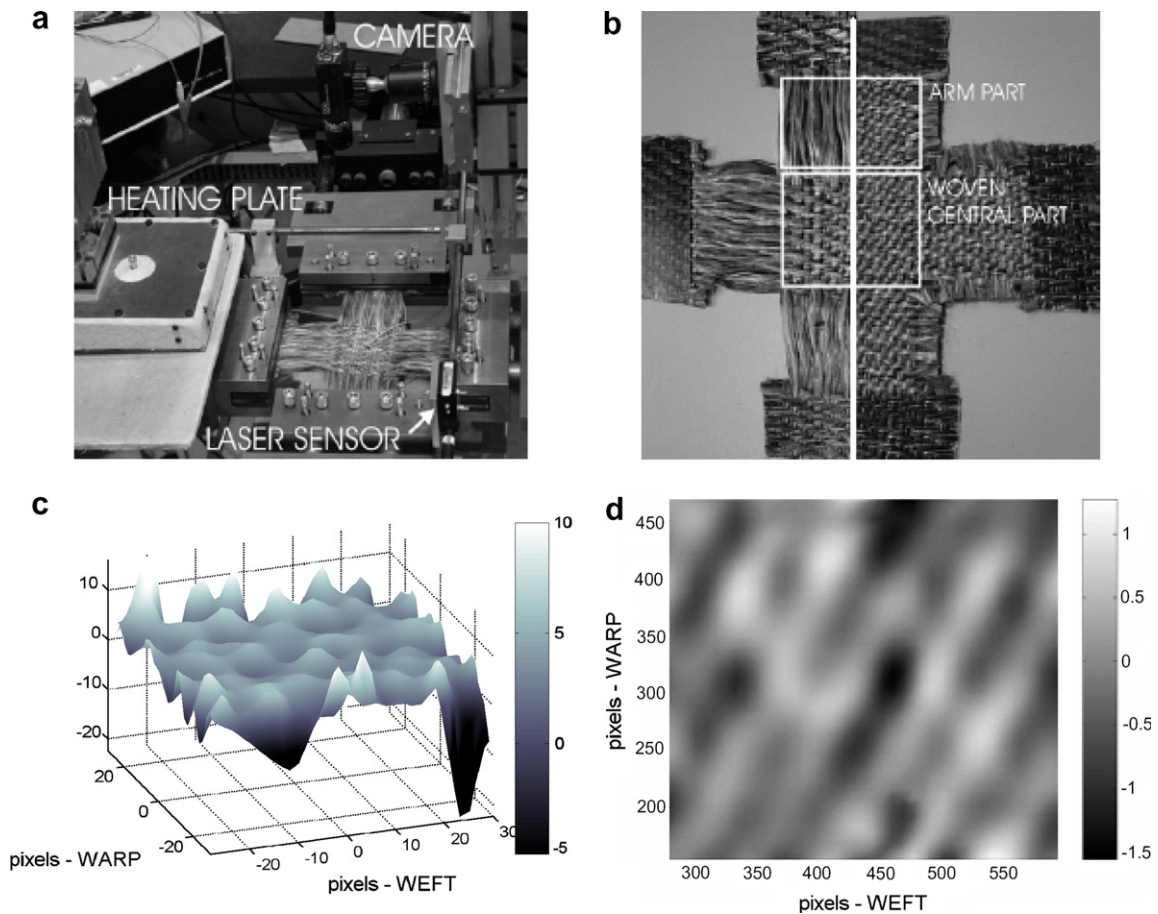 a
CAMERA
HEATING PLATE
LASER SENSOR
b
ARM PART
WOVEN
CENTRAL PART
c
10
0
-10
-20
20
0
-20
pixels - WARP
-20
-10
0
10
20
30
pixels - WEFT
10
5
0
-5
d
450
400
350
300
250
200
pixels - WARP
300
350
400
450
500
550
pixels - WEFT
1
0.5
0
-0.5
-1
-1.5